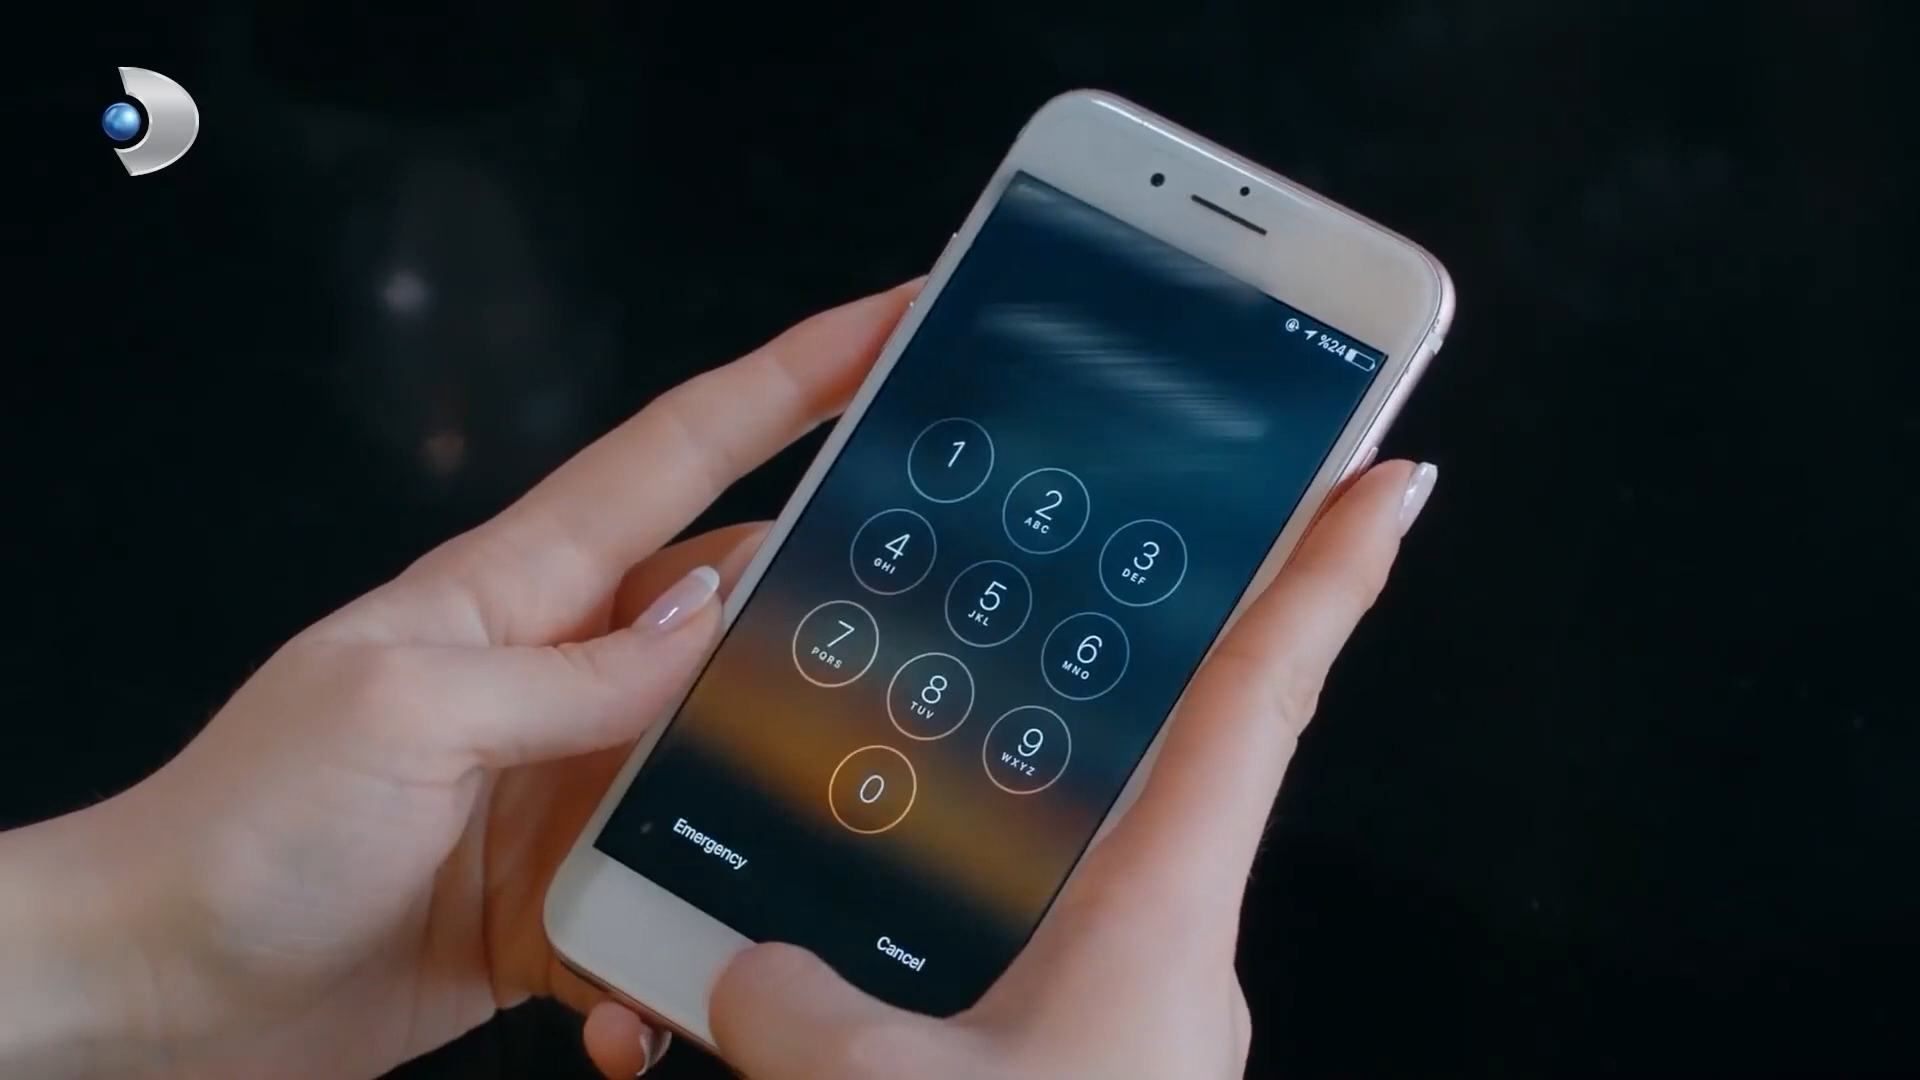 %24
1
2
ABC
3
DEF
4
GHI
5
JKL
6
MNO
7
PQRS
8
TUV
9
WXYZ
0
Emergency
Cancel